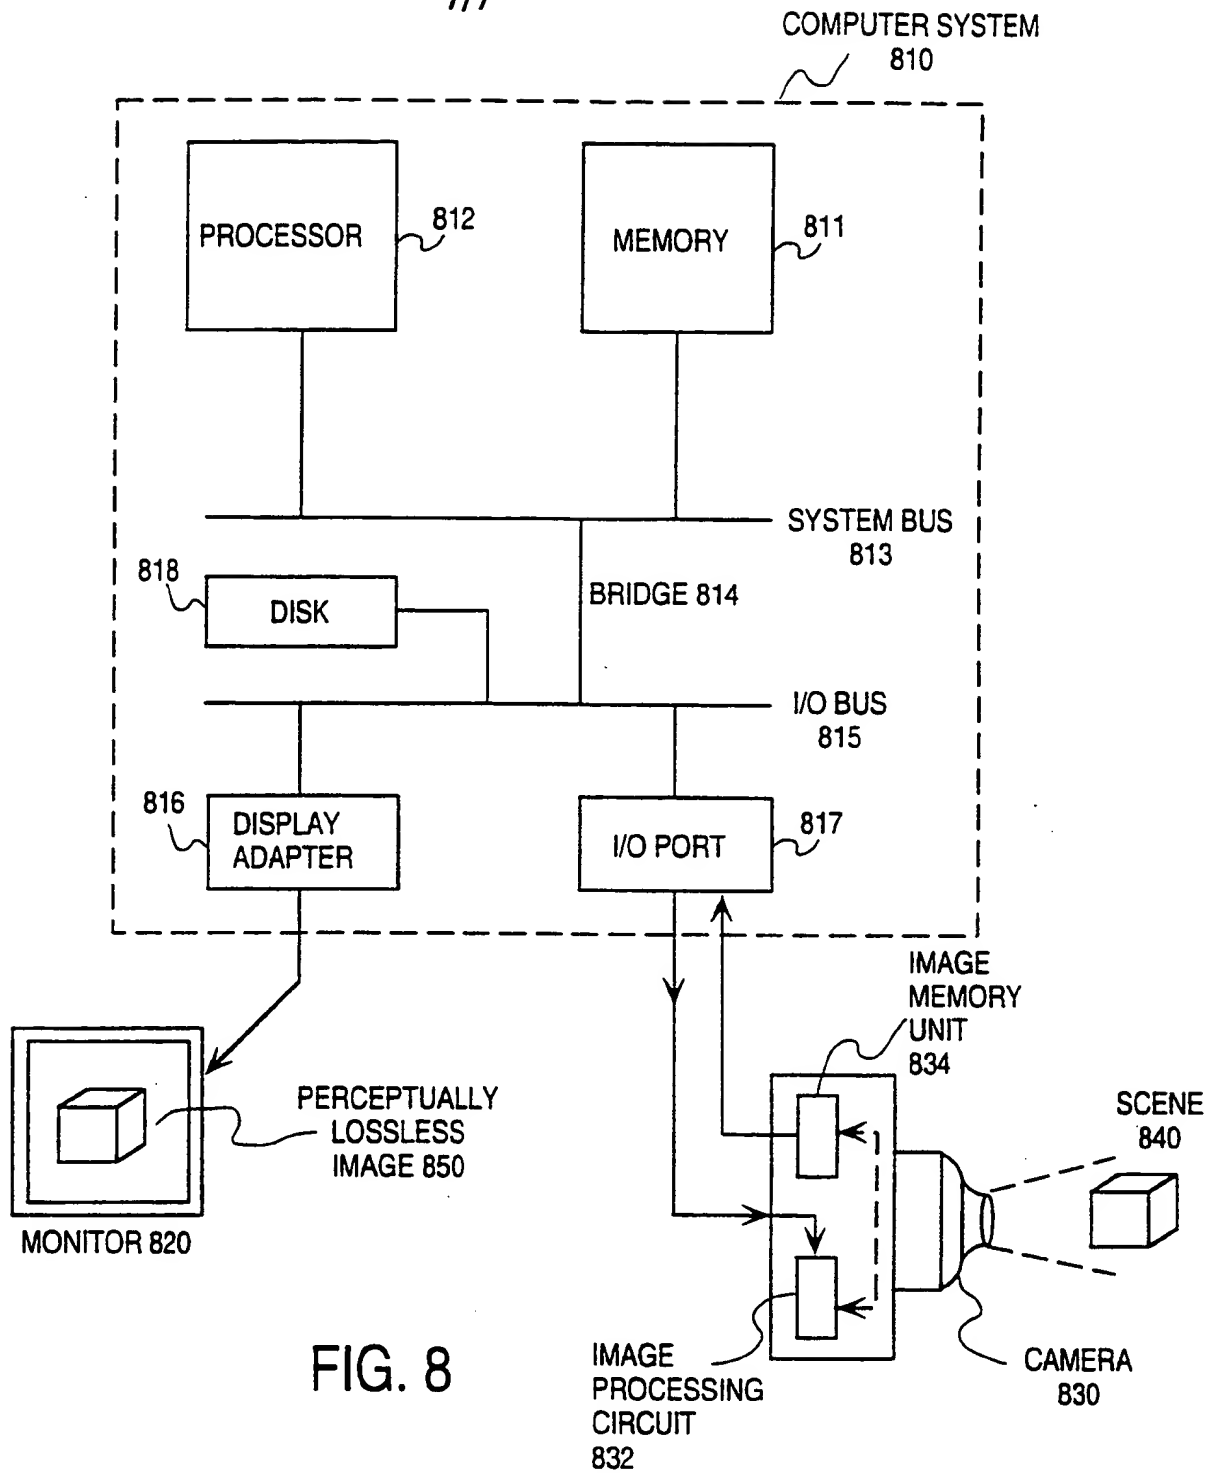 7/7
COMPUTER SYSTEM
810
PROCESSOR
812
MEMORY
811
SYSTEM BUS
813
818
DISK
BRIDGE 814
I/O BUS
815
816
DISPLAY
ADAPTER
I/O PORT
817
IMAGE
MEMORY
UNIT
834
PERCEPTUALLY
LOSSLESS
IMAGE 850
SCENE
840
MONITOR 820
FIG. 8
IMAGE
PROCESSING
CIRCUIT
832
CAMERA
830